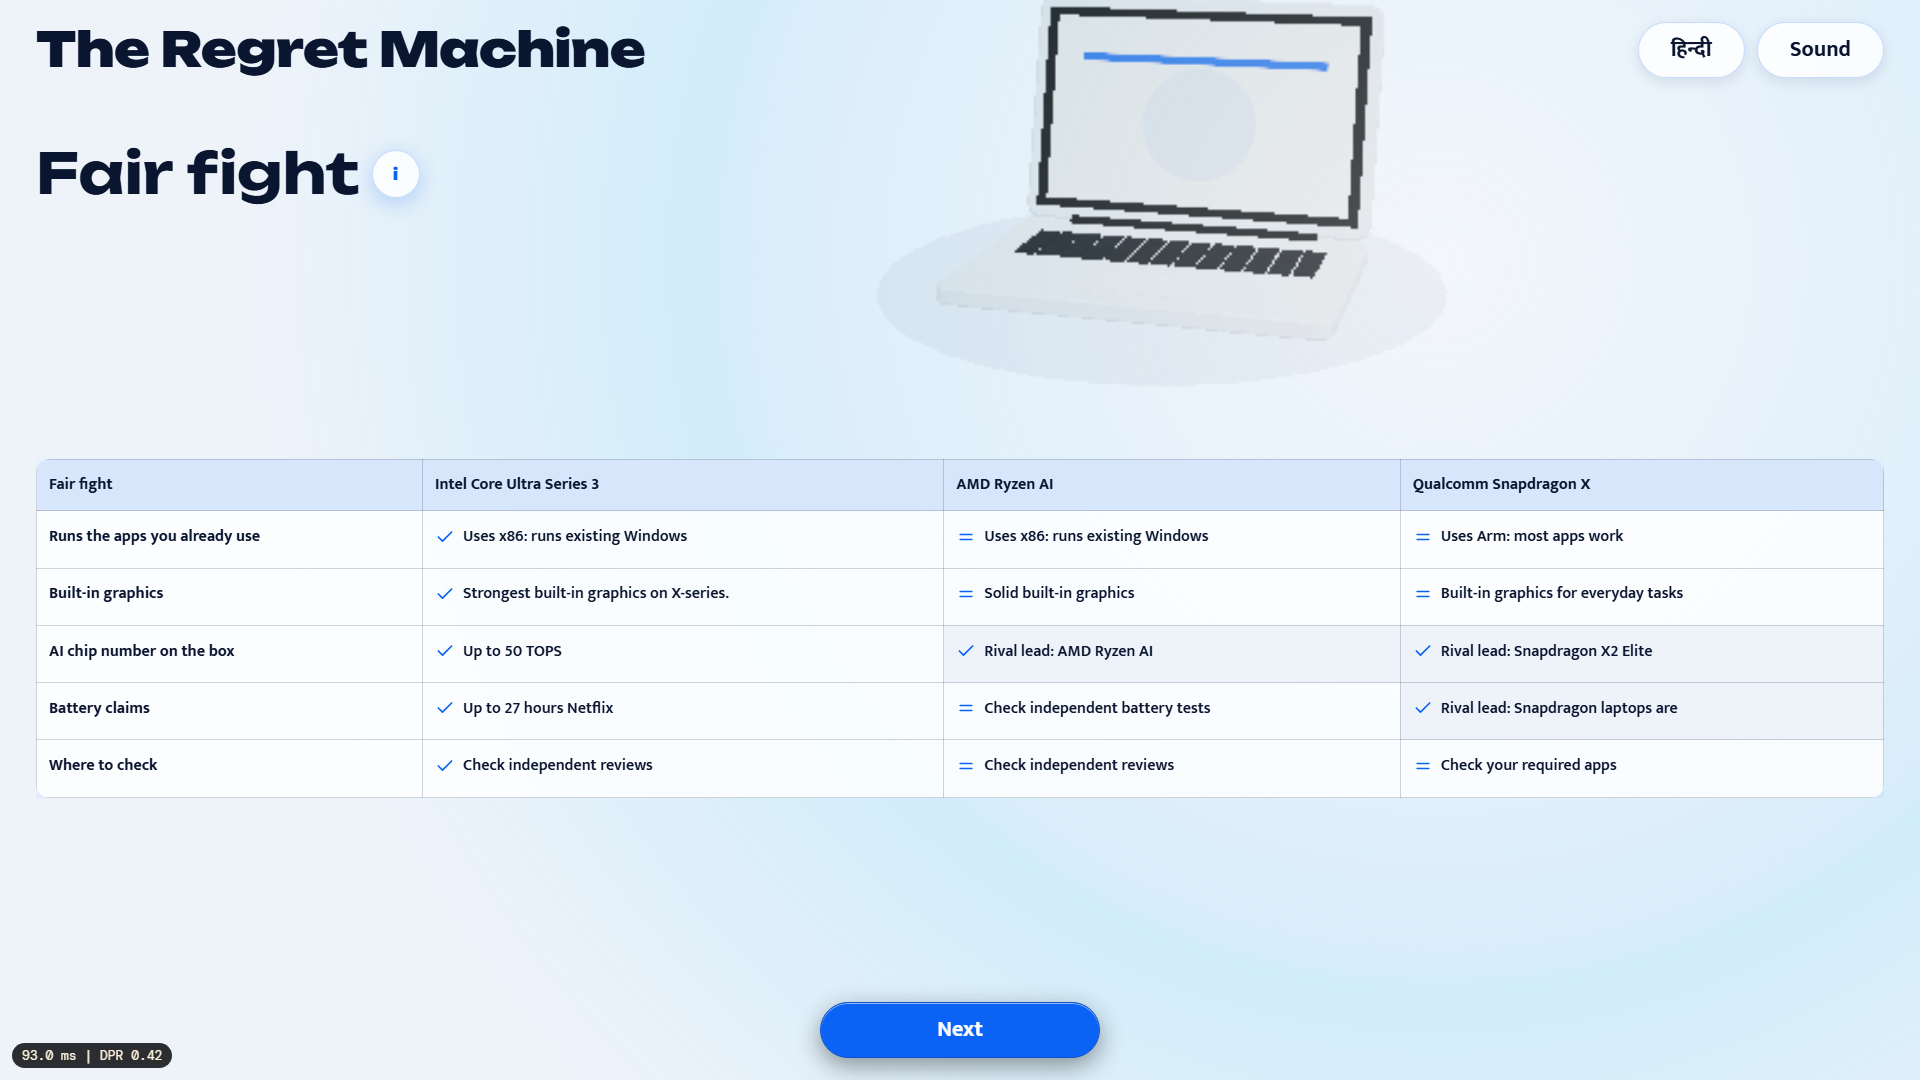 The Regret Machine
हिन्दी
Sound
Fair fight
i
Fair fight
Intel Core Ultra Series 3
AMD Ryzen AI
Qualcomm Snapdragon X
Runs the apps you already use
Uses x86: runs existing Windows
Uses x86: runs existing Windows
Uses Arm: most apps work
Built-in graphics
Strongest built-in graphics on X-series.
Solid built-in graphics
Built-in graphics for everyday tasks
AI chip number on the box
Up to 50 TOPS
Rival lead: AMD Ryzen AI
Rival lead: Snapdragon X2 Elite
Battery claims
Up to 27 hours Netflix
Check independent battery tests
Rival lead: Snapdragon laptops are
Where to check
Check independent reviews
Check independent reviews
Check your required apps
Next
93.0 ms | DPR 0.42